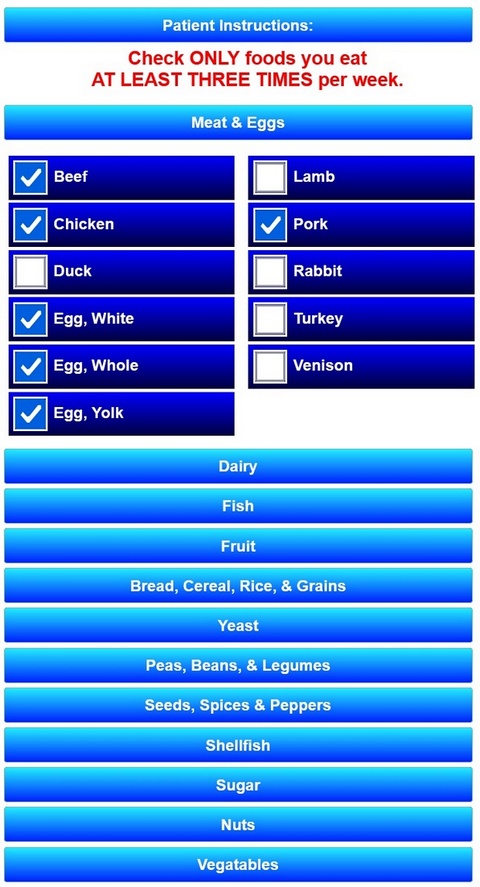 Patient Instructions:
Check ONLY foods you eat
AT LEAST THREE TIMES per week.
Meat & Eggs
Beef
Lamb
Chicken
Pork
Duck
Rabbit
Egg, White
Turkey
Egg, Whole
Venison
Egg, Yolk
Dairy
Fish
Fruit
Bread, Cereal, Rice, & Grains
Yeast
Peas, Beans, & Legumes
Seeds, Spices & Peppers
Shellfish
Sugar
Nuts
Vegatables